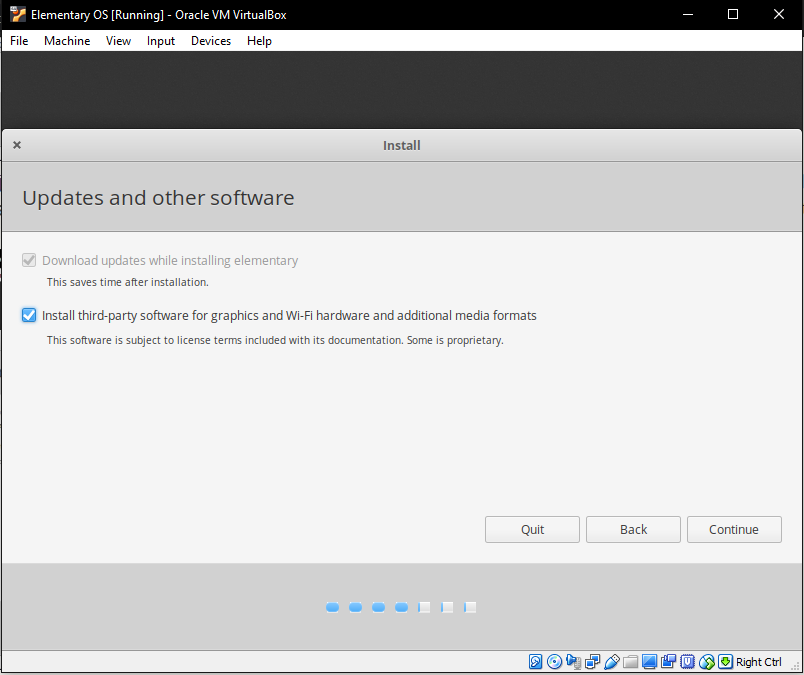 Elementary OS [Running] - Oracle VM VirtualBox
File Machine View Input Devices Help
Install
Updates and other software
Download updates while installing elementary
This saves time after installation.
Install third-party software for graphics and Wi-Fi hardware and additional media formats
This software is subject to license terms included with its documentation. Some is proprietary.
Quit Back Continue
Right Ctrl